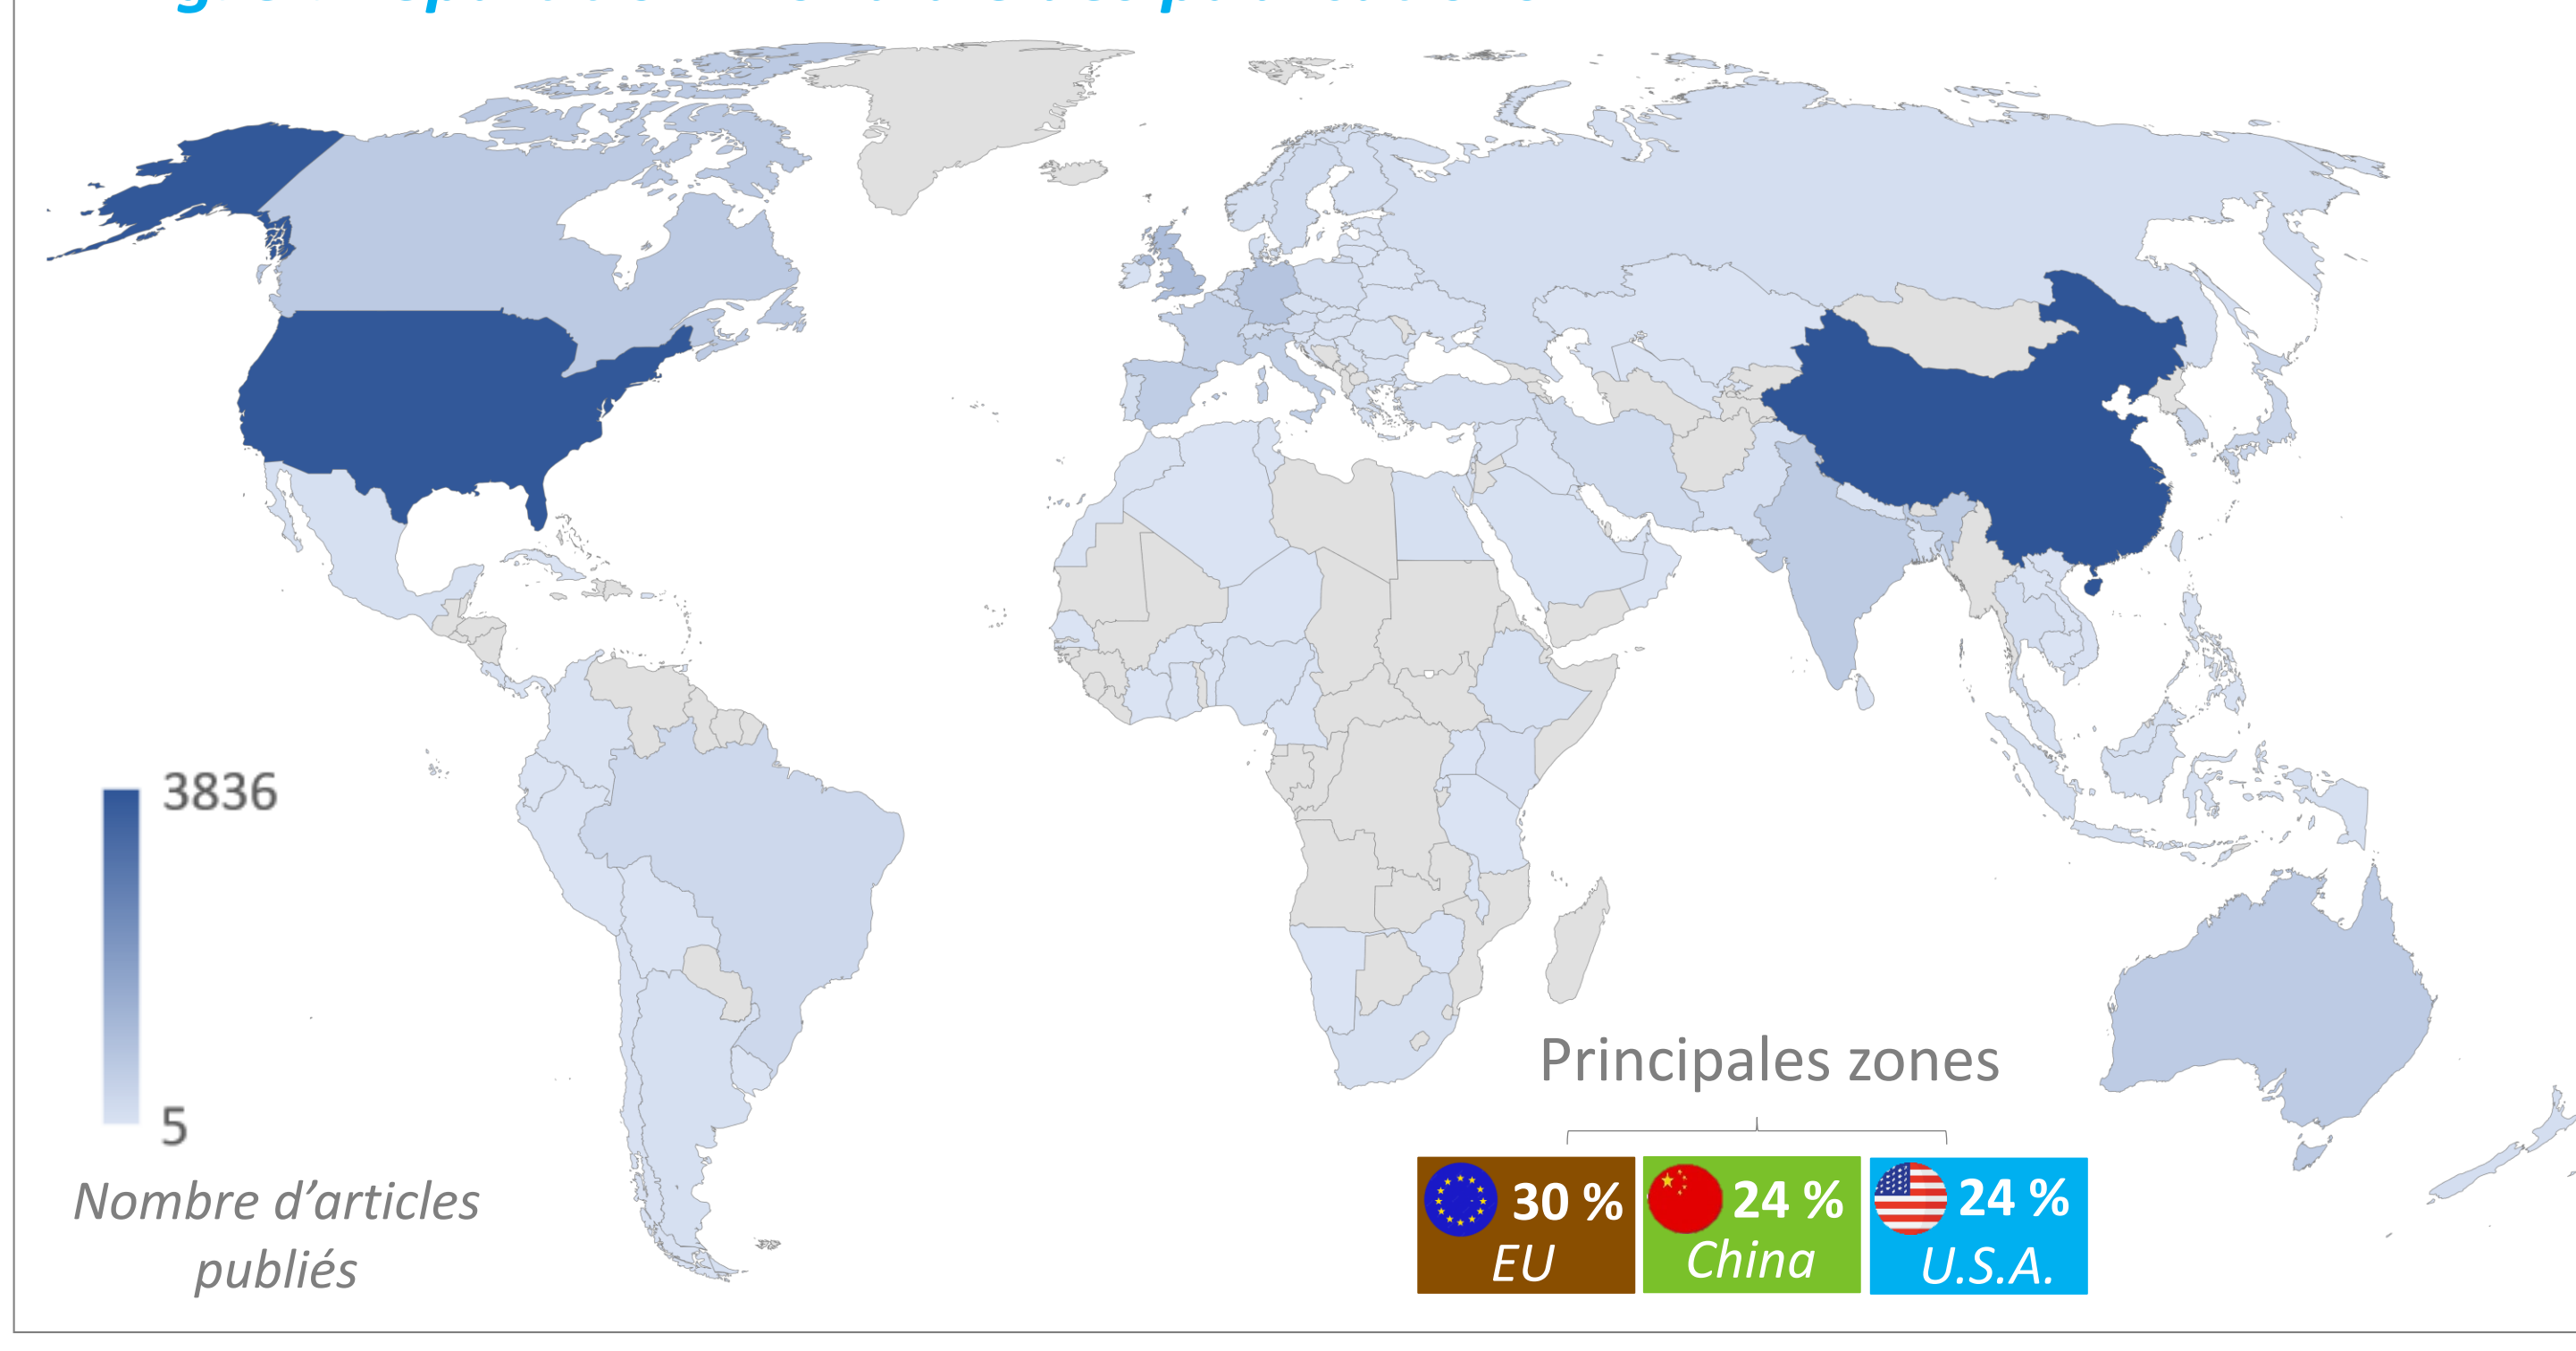 3836
5
Nombre d’articles
publiés
Principales zones
30 %
EU
24 %
China
24 %
U.S.A.